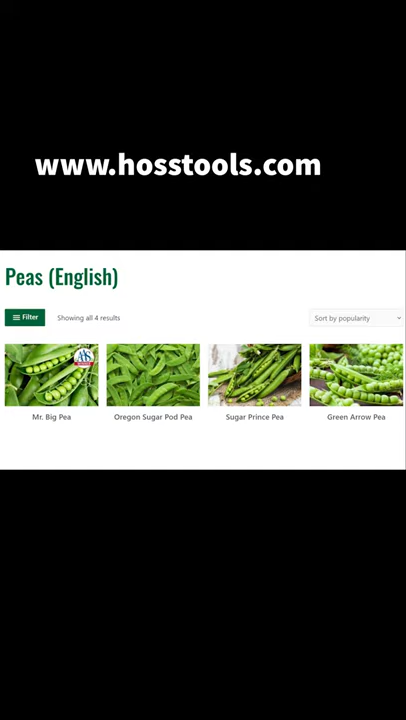 www.hosstools.com
Peas (English)
Filter
Showing all 4 results
Sort by popularity
Mr. Big Pea
Oregon Sugar Pod Pea
Sugar Prince Pea
Green Arrow Pea